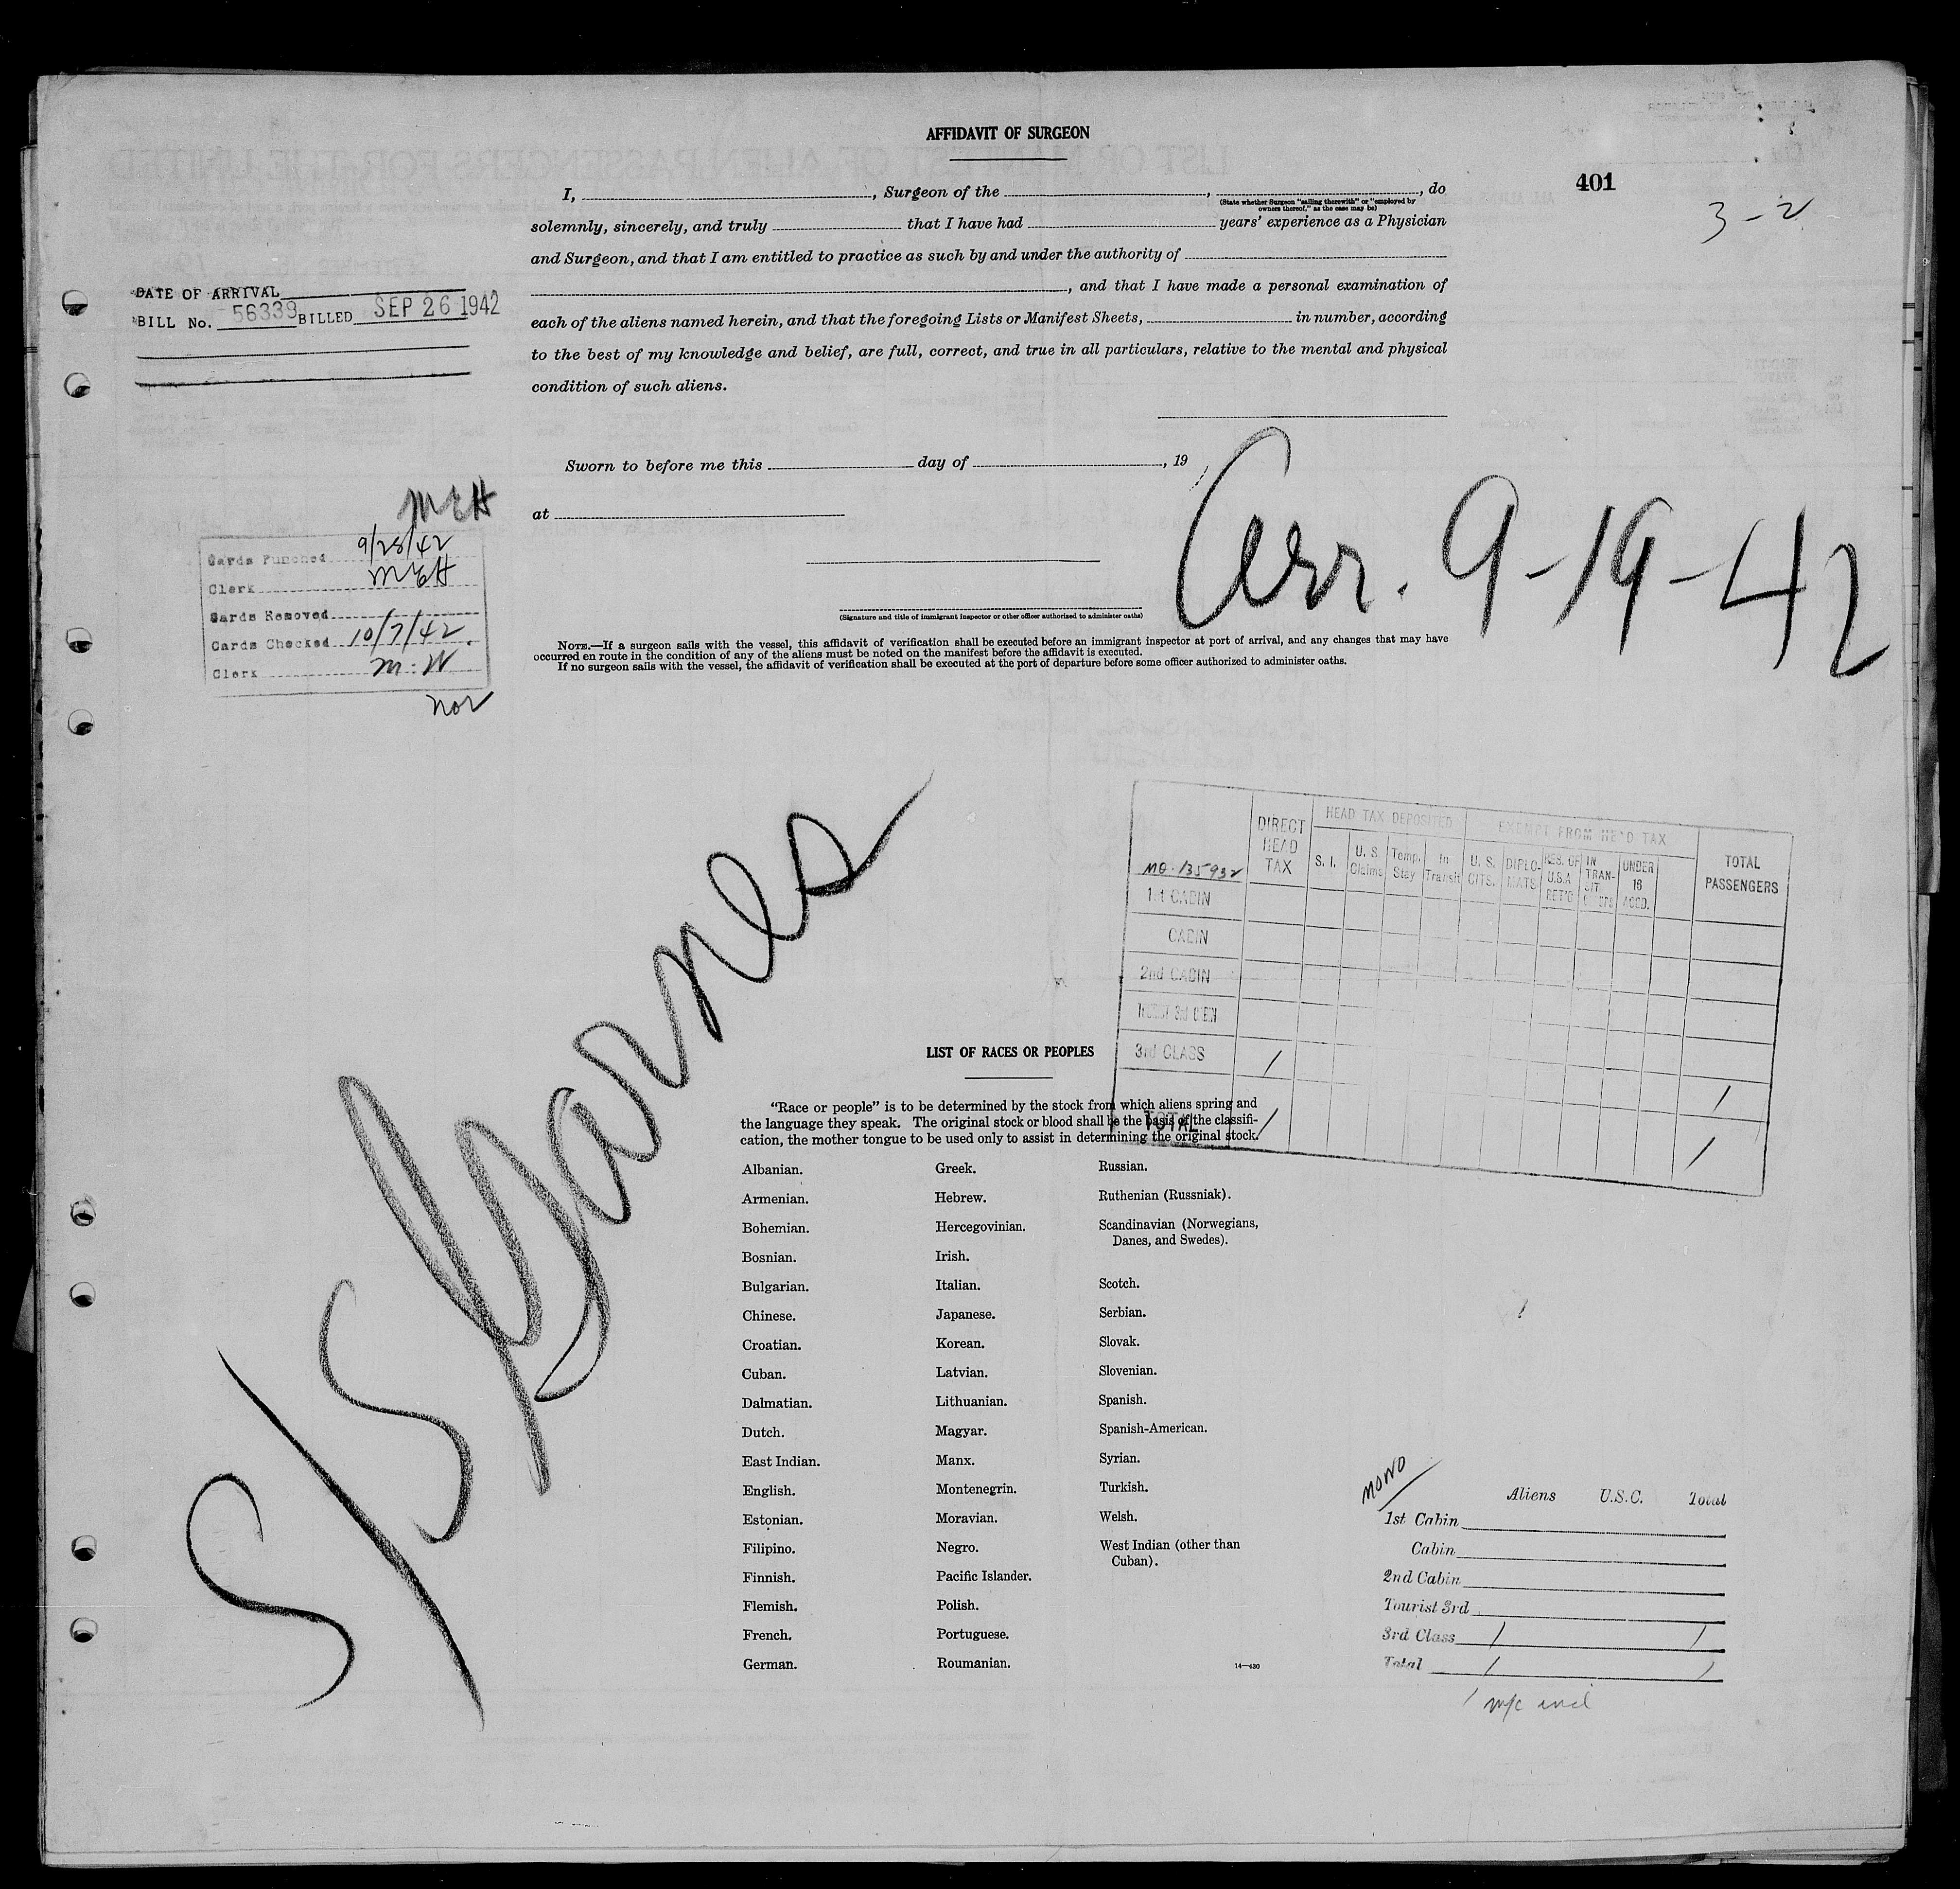 AFFIDAVIT OF SURGEON
401
3-2
I, , Surgeon of the , , do
(State whether Surgeon "sailing therewith" or "employed by
owners thereof," as the case may be)
solemnly, sincerely, and truly that I have had years' experience as a Physician
and Surgeon, and that I am entitled to practice as such by and under the authority of
, and that I have made a personal examination of
each of the aliens named herein, and that the foregoing Lists or Manifest Sheets, in number, according
to the best of my knowledge and belief, are full, correct, and true in all particulars, relative to the mental and physical
condition of such aliens.
DATE OF ARRIVAL
BILL No. 56339 BILLED SEP 26 1942
Sworn to before me this day of , 19
at
Arr. 9-19-42
(Signature and title of immigrant inspector or other officer authorized to administer oaths)
MEH
Cards Punched 9/28/42
Clerk MEH
Cards Removed
Cards Checked 10/7/42
Clerk M.W
nor
NOTE.—If a surgeon sails with the vessel, this affidavit of verification shall be executed before an immigrant inspector at port of arrival, and any changes that may have
occurred en route in the condition of any of the aliens must be noted on the manifest before the affidavit is executed.
If no surgeon sails with the vessel, the affidavit of verification shall be executed at the port of departure before some officer authorized to administer oaths.
S/S
DIRECT HEAD TAX
HEAD TAX DEPOSITED
EXEMPT FROM HEAD TAX
TOTAL PASSENGERS
S. I.
U. S. Claims
Temp. Stay
In Transit
U. S. CITS.
DIPLO-MATS
RES. OF U.S.A. RET'G
IN TRAN-SIT
UNDER 16 ACCD.
MO-135932
1st CABIN
CABIN
2nd CABIN
3rd CLASS / /
TOTAL / /
LIST OF RACES OR PEOPLES
"Race or people" is to be determined by the stock from which aliens spring and
the language they speak. The original stock or blood shall be the basis of the classifi-
cation, the mother tongue to be used only to assist in determining the original stock.
Albanian.
Armenian.
Bohemian.
Bosnian.
Bulgarian.
Chinese.
Croatian.
Cuban.
Dalmatian.
Dutch.
East Indian.
English.
Estonian.
Filipino.
Finnish.
Flemish.
French.
German.
Greek.
Hebrew.
Hercegovinian.
Irish.
Italian.
Japanese.
Korean.
Latvian.
Lithuanian.
Magyar.
Manx.
Montenegrin.
Moravian.
Negro.
Pacific Islander.
Polish.
Portuguese.
Roumanian.
Russian.
Ruthenian (Russniak).
Scandinavian (Norwegians,
Danes, and Swedes).
Scotch.
Serbian.
Slovak.
Slovenian.
Spanish.
Spanish-American.
Syrian.
Turkish.
Welsh.
West Indian (other than
Cuban).
14—430
MONO
Aliens U.S.C. Total
1st Cabin
Cabin
2nd Cabin
Tourist 3rd
3rd Class / /
Total / /